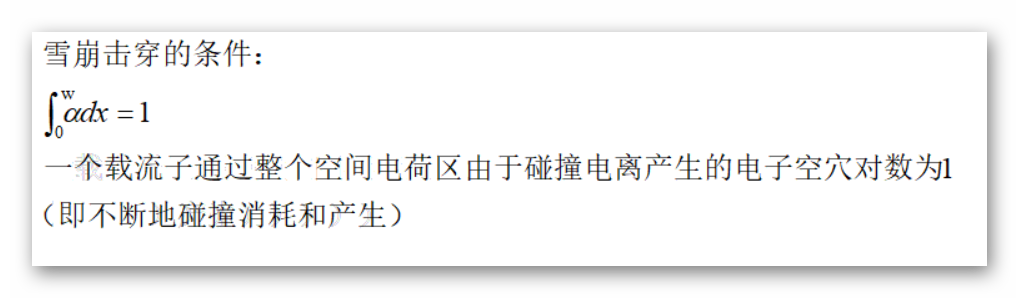 雪崩击穿的条件：
∫₀ʷ αdx = 1
一个载流子通过整个空间电荷区由于碰撞电离产生的电子空穴对数为1
（即不断地碰撞消耗和产生）